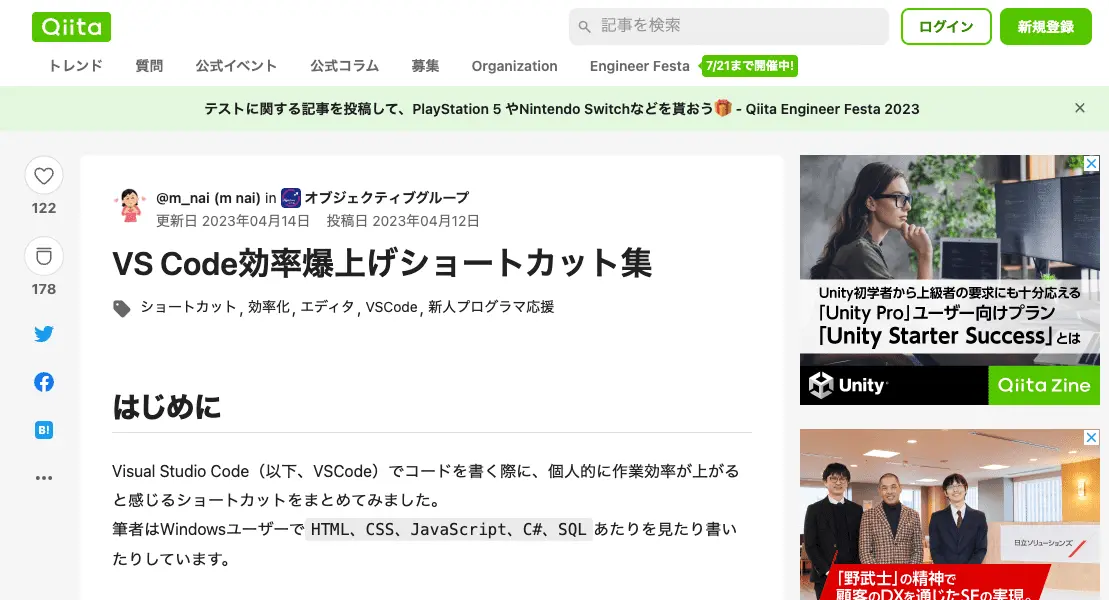 Qiita
記事を検索
ログイン
新規登録
トレンド 質問 公式イベント 公式コラム 募集 Organization Engineer Festa 7/21まで開催中!
テストに関する記事を投稿して、PlayStation 5 やNintendo Switchなどを貰おう🎁 - Qiita Engineer Festa 2023
122
178
B!
@m_nai (m nai) in オブジェクティブグループ
更新日 2023年04月14日 投稿日 2023年04月12日
VS Code効率爆上げショートカット集
ショートカット, 効率化, エディタ, VSCode, 新人プログラマ応援
はじめに
Visual Studio Code（以下、VSCode）でコードを書く際に、個人的に作業効率が上がる
と感じるショートカットをまとめてみました。
筆者はWindowsユーザーで HTML、CSS、JavaScript、C#、SQL あたりを見たり書い
たりしています。
Unity初学者から上級者の要求にも十分応える
「Unity Pro」ユーザー向けプラン
「Unity Starter Success」とは
Unity
Qiita Zine
日立ソリューションズ
「野武士」の精神で
顧客のDXを通じたSEの実現。